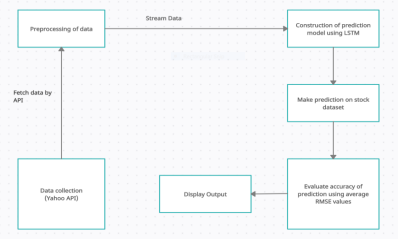 Stream Data
Preprocessing of data
Construction of prediction
model using LSTM
Fetch data by
API
Make prediction on stock
dataset
Data collection
(Yahoo API)
Display Output
Evaluate accuracy of
prediction using average
RMSE values